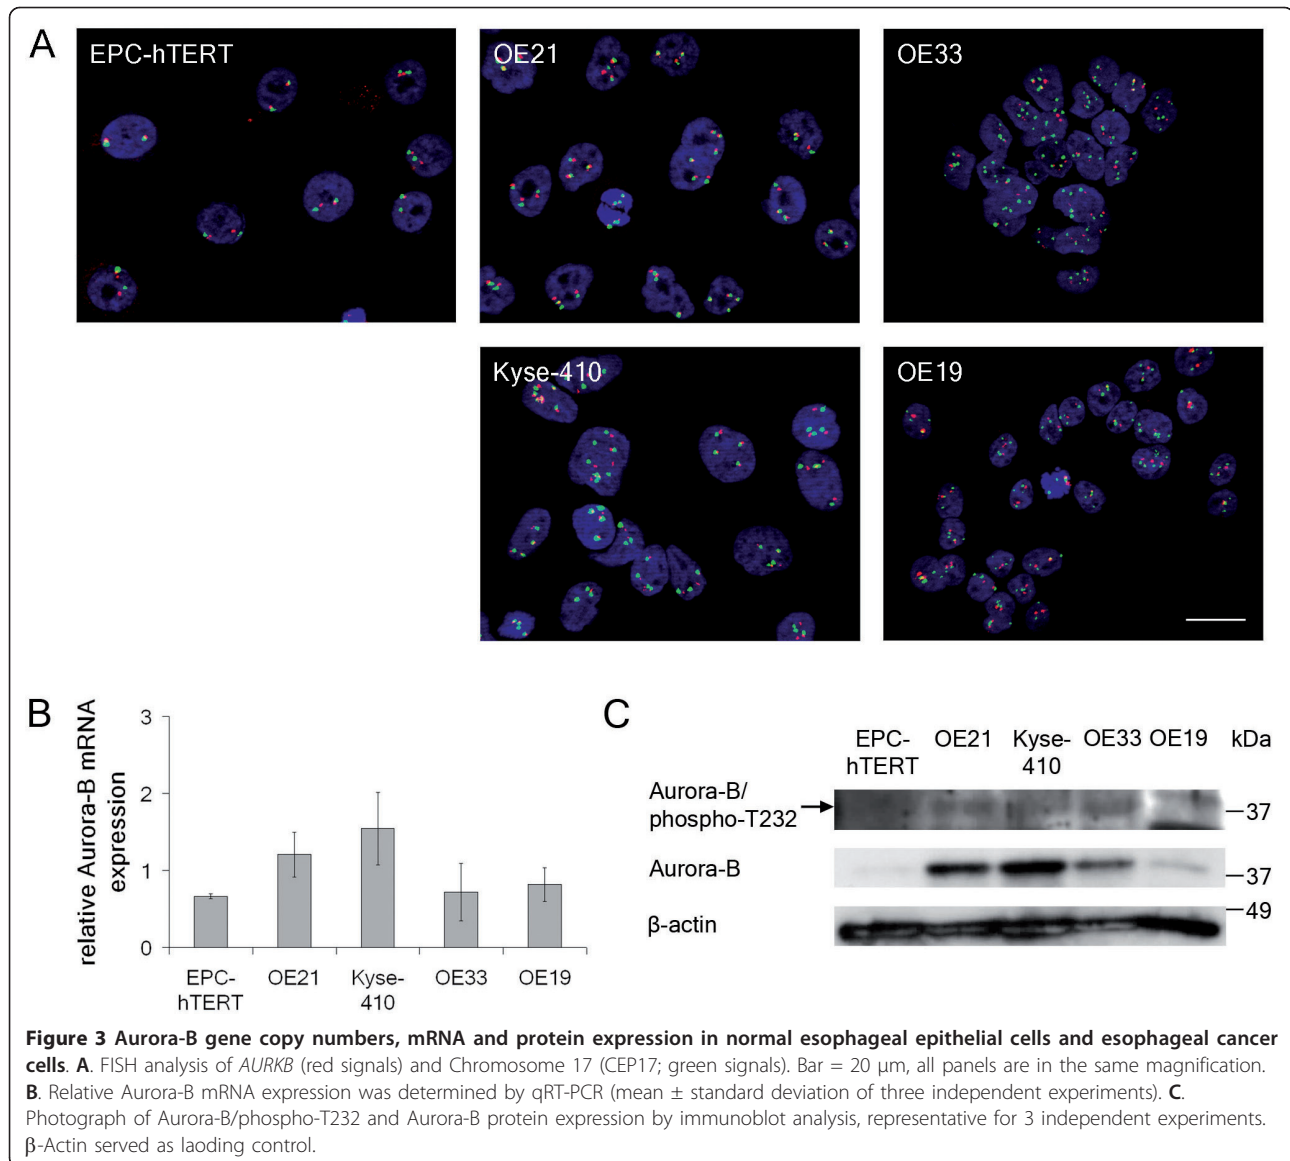 A
EPC-hTERT
OE21
OE33
Kyse-410
OE19
B
relative Aurora-B mRNA
expression
3
2
1
0
EPC-
hTERT
OE21
Kyse-
410
OE33
OE19
C
EPC-
hTERT
OE21
Kyse-
410
OE33
OE19
kDa
Aurora-B/
phospho-T232
37
Aurora-B
37
49
β-actin
Figure 3 Aurora-B gene copy numbers, mRNA and protein expression in normal esophageal epithelial cells and esophageal cancer
cells. A. FISH analysis of AURKB (red signals) and Chromosome 17 (CEP17; green signals). Bar = 20 μm, all panels are in the same magnification.
B. Relative Aurora-B mRNA expression was determined by qRT-PCR (mean ± standard deviation of three independent experiments). C.
Photograph of Aurora-B/phospho-T232 and Aurora-B protein expression by immunoblot analysis, representative for 3 independent experiments.
β-Actin served as laoding control.